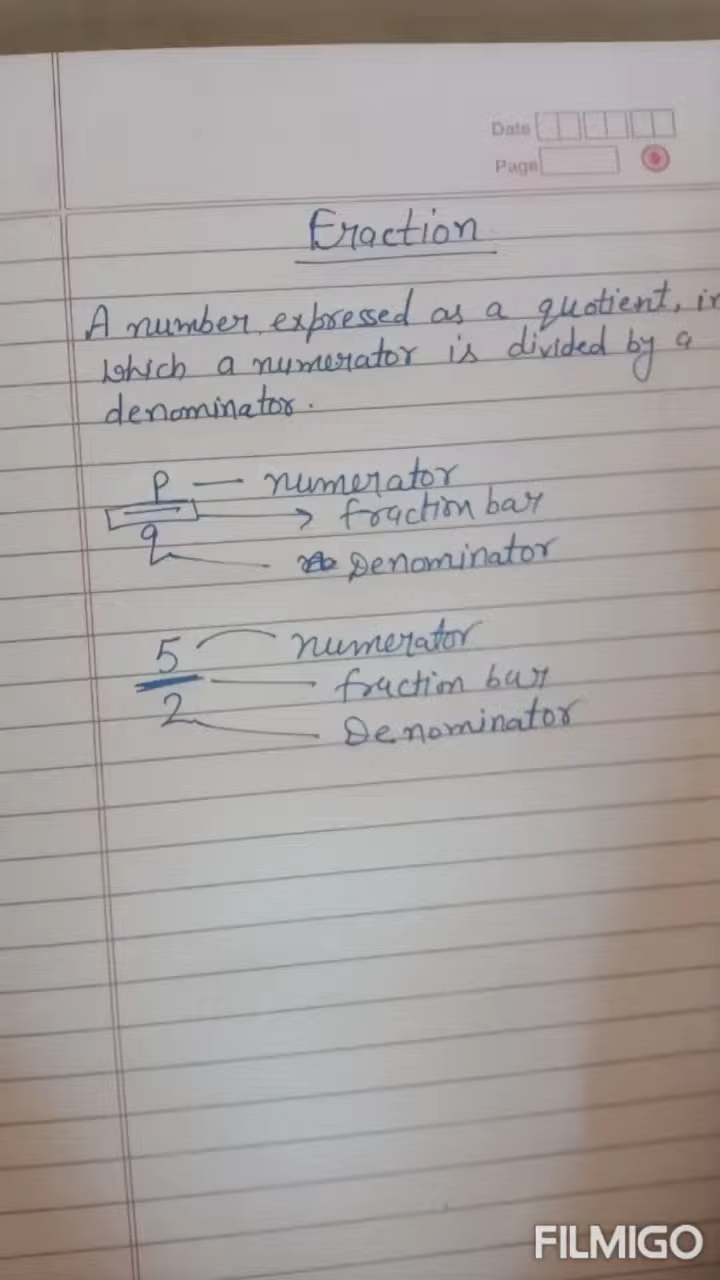 Date
Page
Fraction
A number expressed as a quotient, in
which a numerator is divided by a
denominator.
p — numerator
fraction bar
q Denominator
5 numerator
fraction bar
2 Denominator
FILMIGO